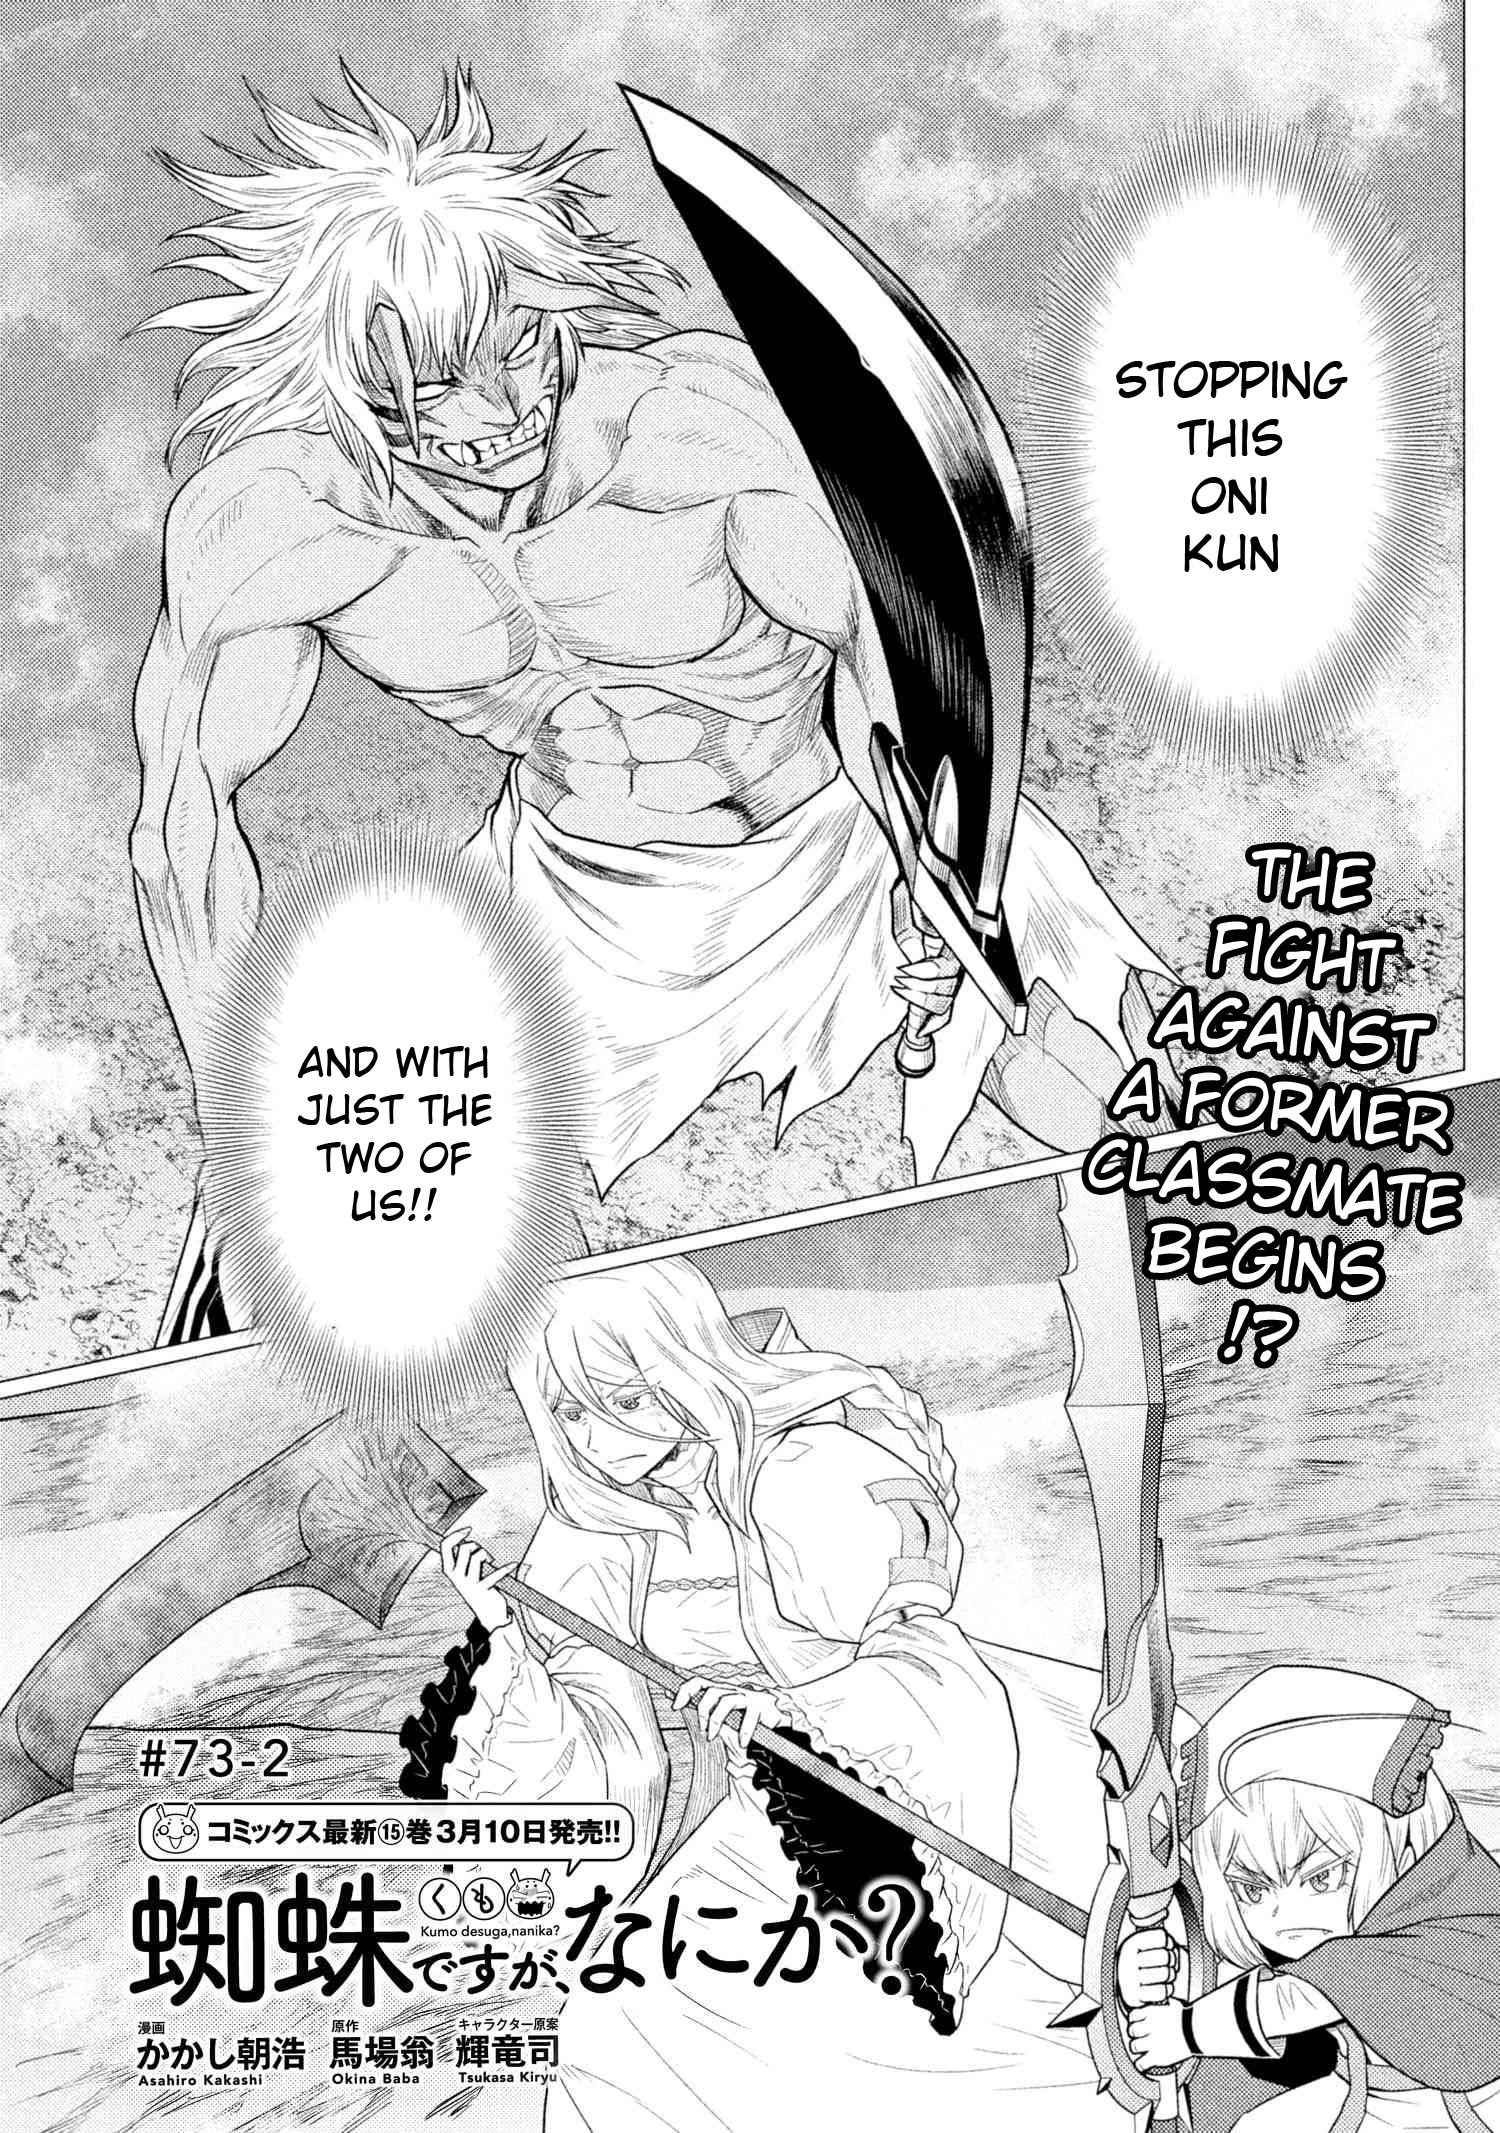 STOPPING
THIS
ONI
KUN
THE
FIGHT
AGAINST
A FORMER
CLASSMATE
BEGINS
!?
AND WITH
JUST THE
TWO OF
US!!
#73-2
コミックス最新⑮巻3月10日発売!!
くも
Kumo desuga,nanika?
蜘蛛ですが、なにか?
漫画
かかし朝浩
Asahiro Kakashi
原作
馬場翁
Okina Baba
キャラクター原案
輝竜司
Tsukasa Kiryu